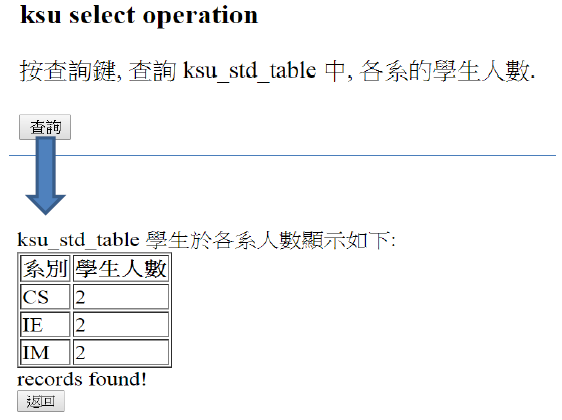 ksu select operation
按查詢鍵, 查詢 ksu_std_table 中, 各系的學生人數.
查詢
ksu_std_table 學生於各系人數顯示如下:
系別 學生人數
CS 2
IE 2
IM 2
records found!
返回